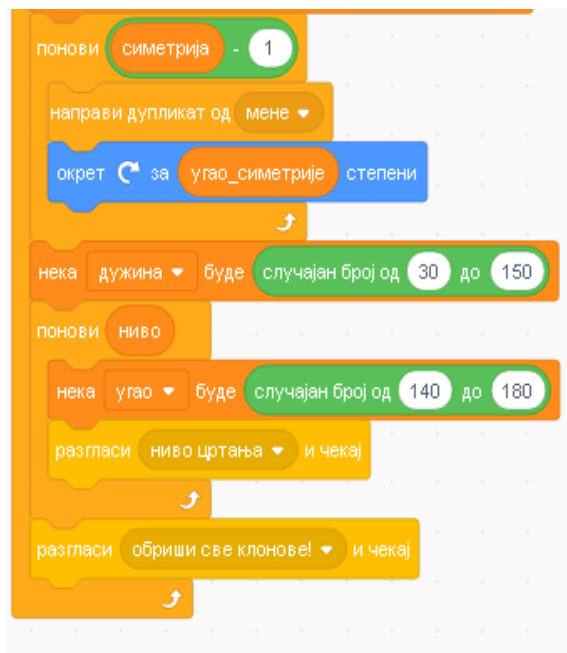 понови симетрија - 1
направи дупликат од мене
окрет за угао_симетрије степени
нека дужина буде случајан број од 30 до 150
понови ниво
нека угао буде случајан број од 140 до 180
разгласи ниво цртања и чекај
разгласи обриши све клонове! и чекај